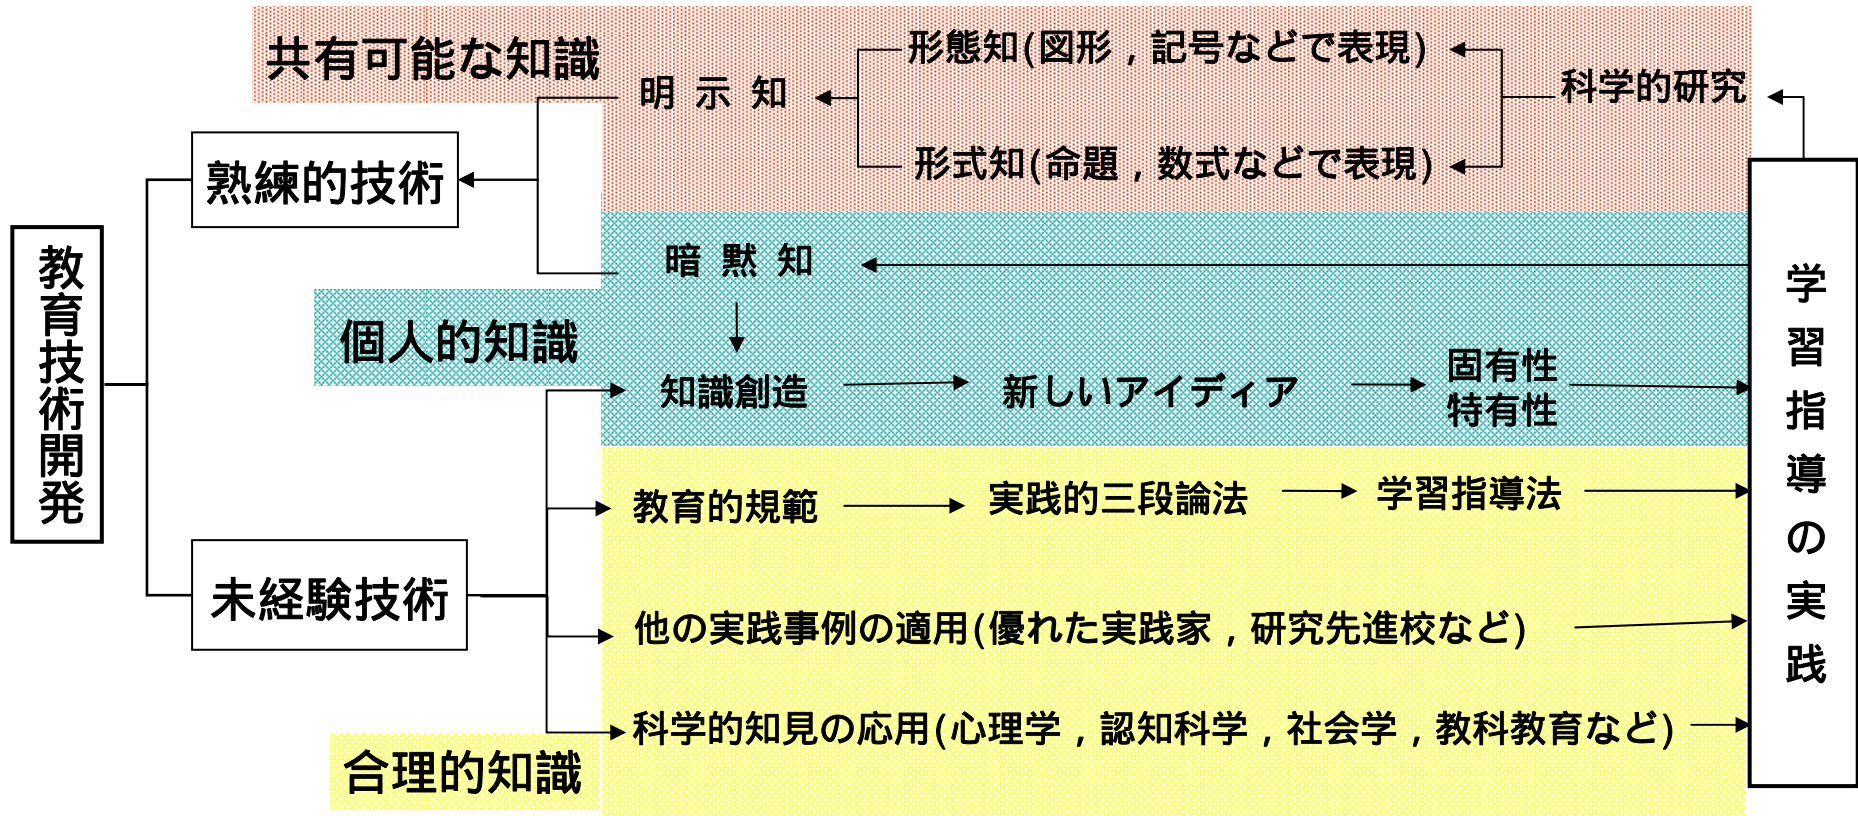 共有可能な知識
形態知(図形，記号などで表現)
明示知
科学的研究
形式知(命題，数式などで表現)
熟練的技術
教育技術開発
暗黙知
個人的知識
知識創造
新しいアイディア
固有性
特有性
学習指導の実践
教育的規範
実践的三段論法
学習指導法
未経験技術
他の実践事例の適用(優れた実践家，研究先進校など)
科学的知見の応用(心理学，認知科学，社会学，教科教育など)
合理的知識